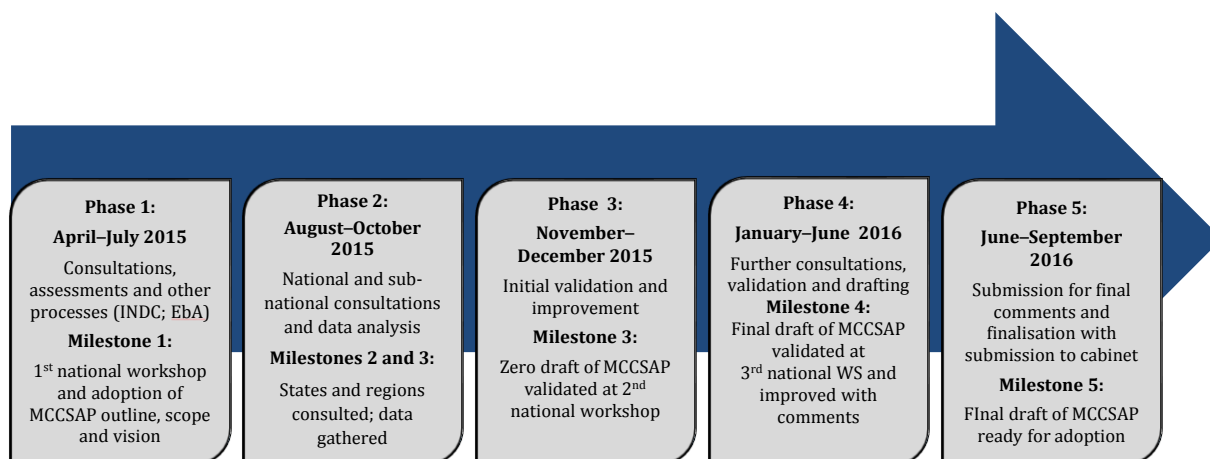 Phase 1:
April–July 2015
Consultations,
assessments and other
processes (INDC; EbA)
Milestone 1:
1st national workshop
and adoption of
MCCSAP outline, scope
and vision
Phase 2:
August–October
2015
National and sub-
national consultations
and data analysis
Milestones 2 and 3:
States and regions
consulted; data
gathered
Phase 3:
November–
December 2015
Initial validation and
improvement
Milestone 3:
Zero draft of MCCSAP
validated at 2nd
national workshop
Phase 4:
January–June 2016
Further consultations,
validation and drafting
Milestone 4:
Final draft of MCCSAP
validated at
3rd national WS and
improved with
comments
Phase 5:
June–September
2016
Submission for final
comments and
finalisation with
submission to cabinet
Milestone 5:
FInal draft of MCCSAP
ready for adoption